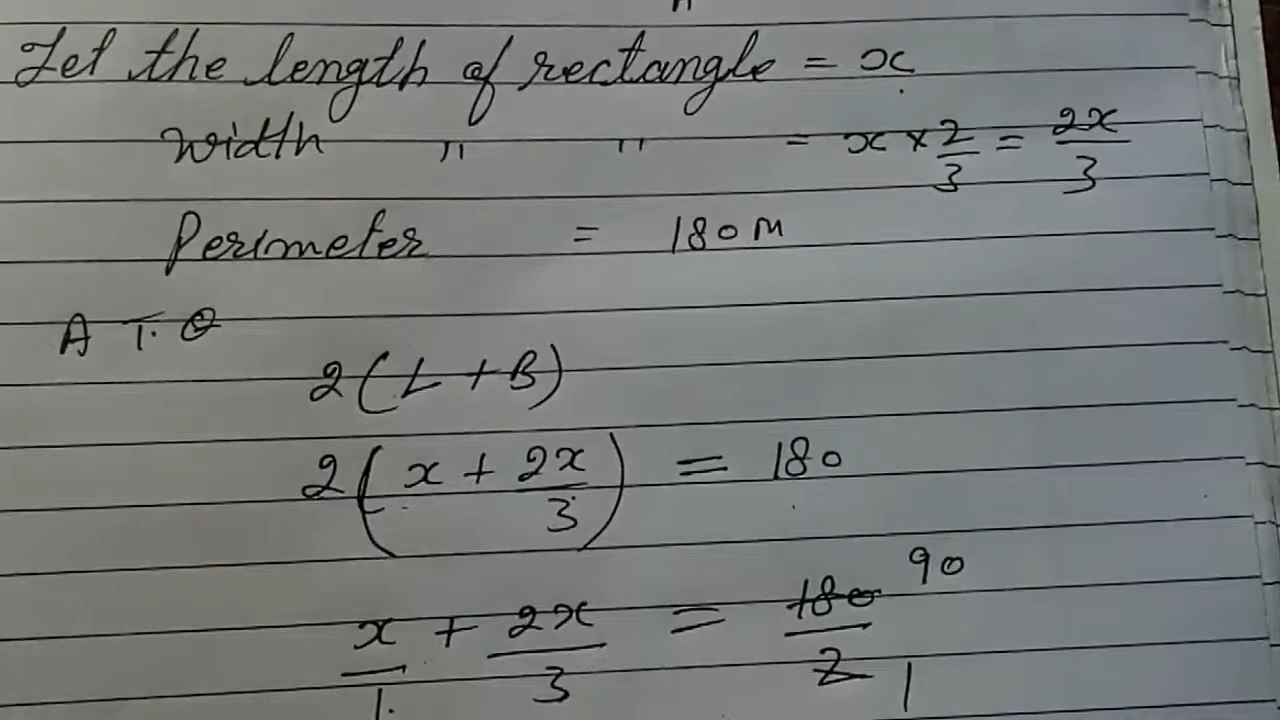 Let the length of rectangle = x
width " " = x × 2/3 = 2x/3
Perimeter = 180 M
A T. Q
2(L + B)
2(x + 2x/3) = 180
x/1 + 2x/3 = 180/2 90/1